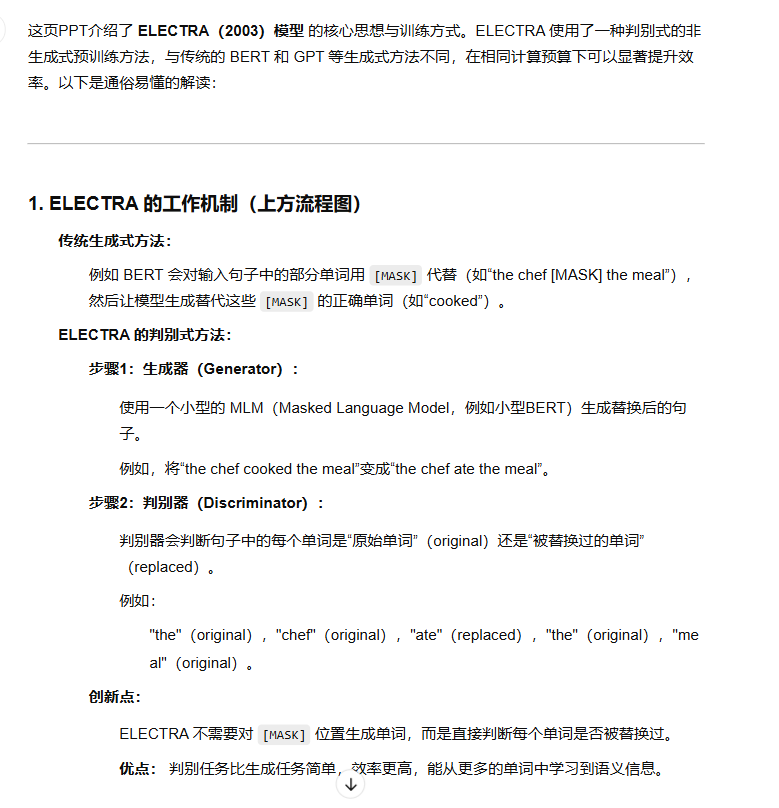 这页PPT介绍了 ELECTRA（2003）模型 的核心思想与训练方式。ELECTRA 使用了一种判别式的非
生成式预训练方法，与传统的 BERT 和 GPT 等生成式方法不同，在相同计算预算下可以显著提升效
率。以下是通俗易懂的解读：
1. ELECTRA 的工作机制（上方流程图）
传统生成式方法：
例如 BERT 会对输入句子中的部分单词用 [MASK] 代替（如“the chef [MASK] the meal”），
然后让模型生成替代这些 [MASK] 的正确单词（如“cooked”）。
ELECTRA 的判别式方法：
步骤1：生成器（Generator）：
使用一个小型的 MLM（Masked Language Model，例如小型BERT）生成替换后的句
子。
例如，将“the chef cooked the meal”变成“the chef ate the meal”。
步骤2：判别器（Discriminator）：
判别器会判断句子中的每个单词是“原始单词”（original）还是“被替换过的单词”
（replaced）。
例如：
"the"（original），"chef"（original），"ate"（replaced），"the"（original），"me
al"（original）。
创新点：
ELECTRA 不需要对 [MASK] 位置生成单词，而是直接判断每个单词是否被替换过。
优点： 判别任务比生成任务简单，效率更高，能从更多的单词中学习到语义信息。